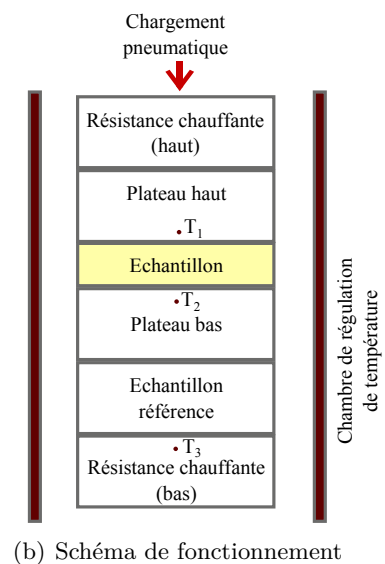 Chargement
pneumatique
Résistance chauffante
(haut)
Plateau haut
T1
Echantillon
T2
Plateau bas
Echantillon
référence
T3
Résistance chauffante
(bas)
Chambre de régulation
de température
(b) Schéma de fonctionnement